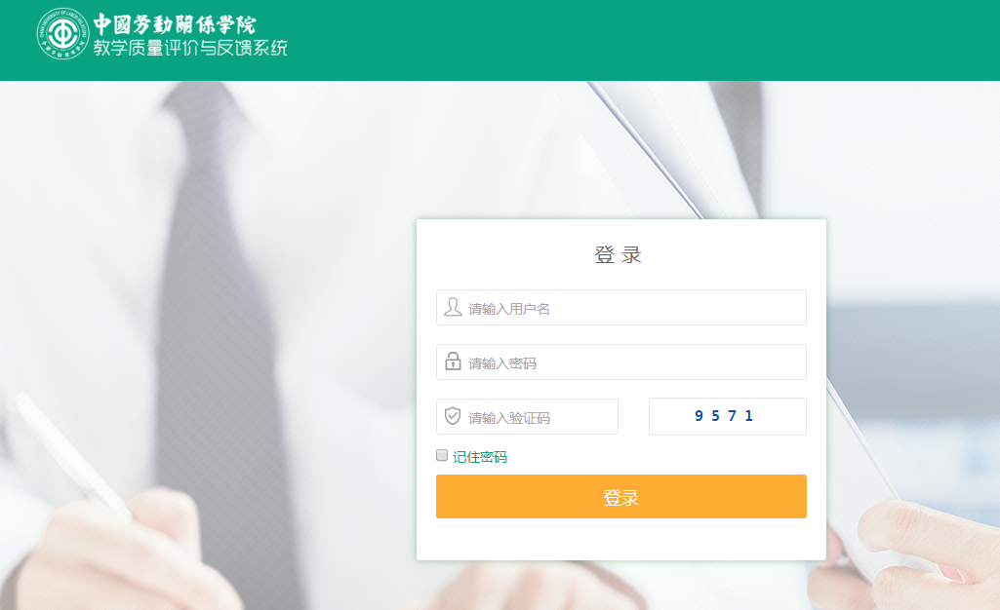 中國劳動關係学院
教学质量评价与反馈系统
登 录
请输入用户名
请输入密码
请输入验证码
9 5 7 1
记住密码
登录